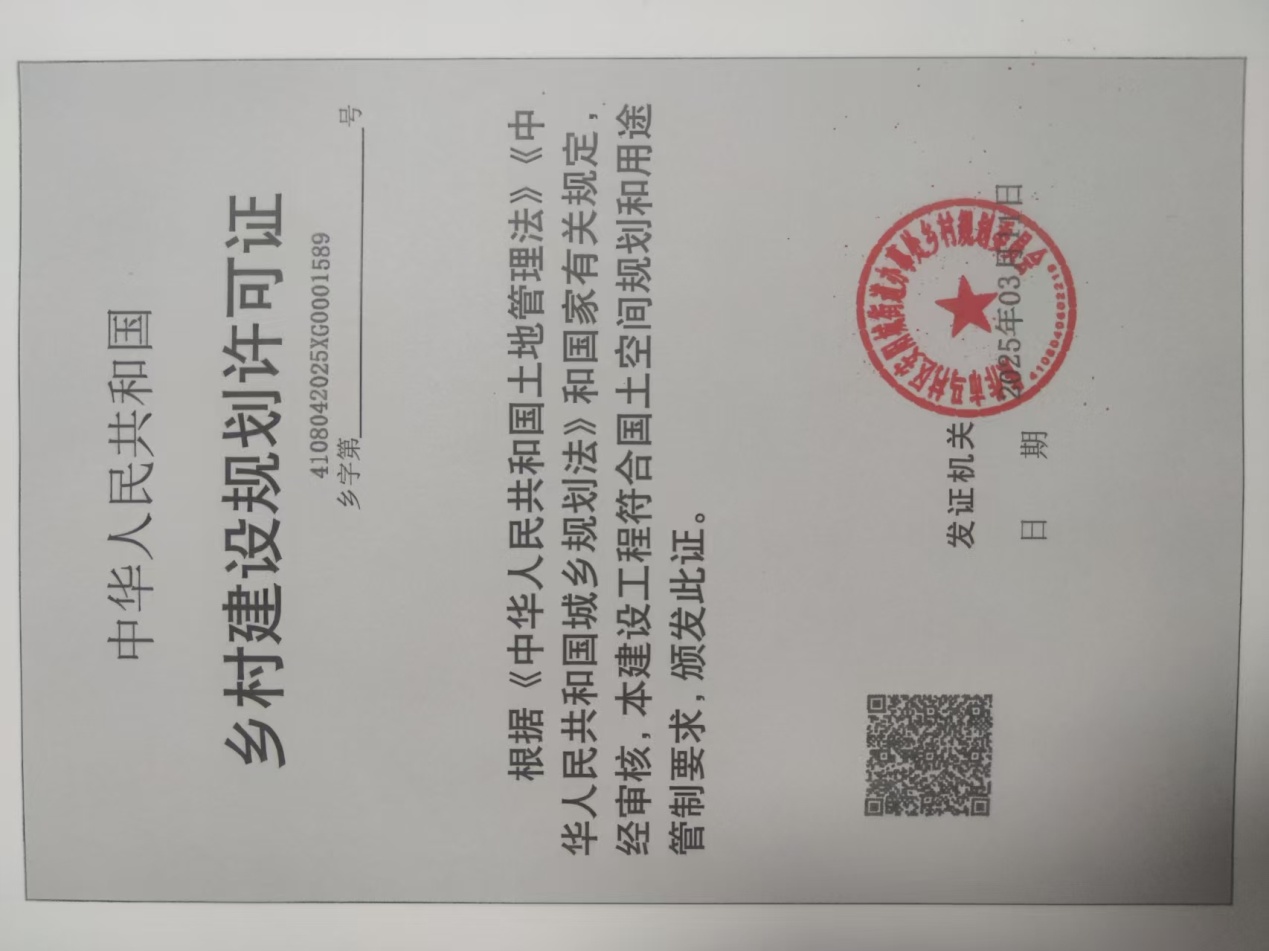 中华人民共和国
乡村建设规划许可证
4108042025XG0001589
乡字第 号
根据《中华人民共和国土地管理法》《中
华人民共和国城乡规划法》和国家有关规定，
经审核，本建设工程符合国土空间规划和用途
管制要求，颁发此证。
发证机关
日 期
2025年03月11日
4108040402219